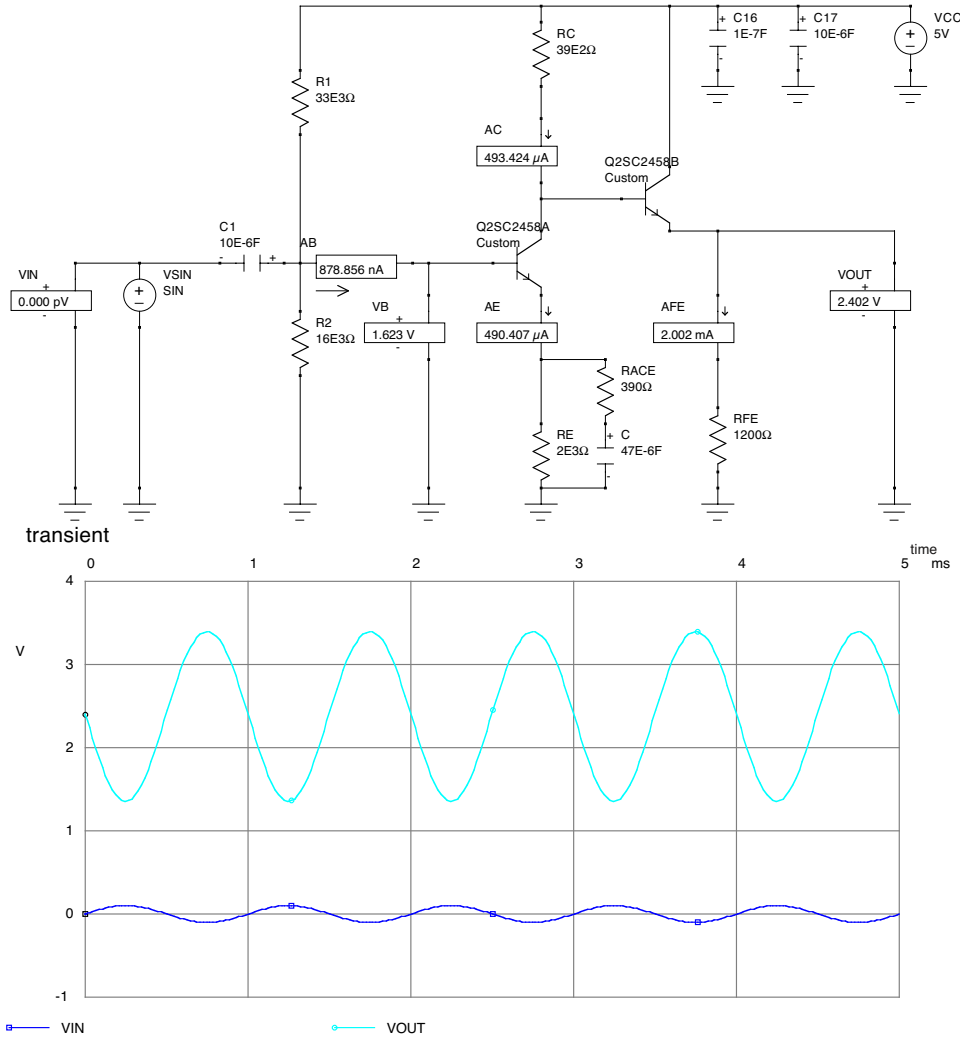 C16
1E-7F
C17
10E-6F
VCC
5V
RC
39E2Ω
R1
33E3Ω
AC
493.424 µA
Q2SC2458B
Custom
Q2SC2458A
Custom
C1
10E-6F
AB
878.856 nA
VIN
0.000 pV
VSIN
SIN
VB
1.623 V
AE
490.407 µA
AFE
2.002 mA
VOUT
2.402 V
R2
16E3Ω
RACE
390Ω
RE
2E3Ω
C
47E-6F
RFE
1200Ω
transient
0 1 2 3 4 5
time
ms
4
V
3
2
1
0
-1
VIN
VOUT